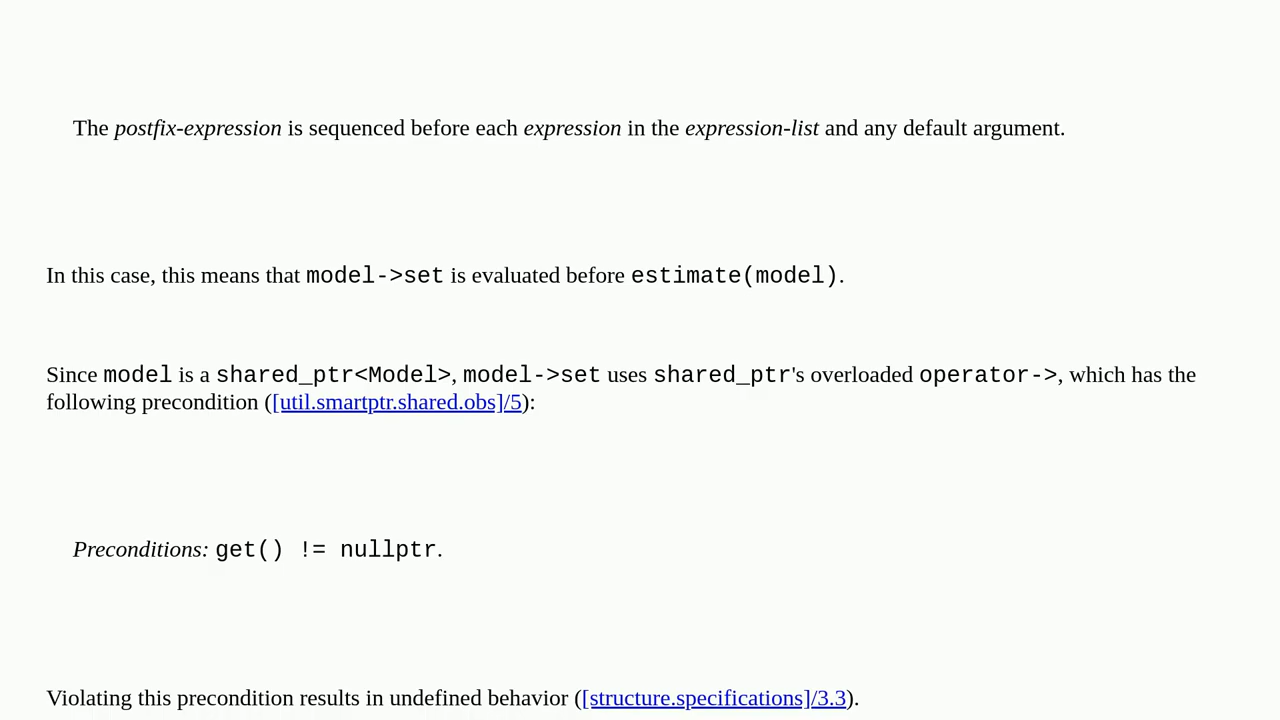 The postfix-expression is sequenced before each expression in the expression-list and any default argument.
In this case, this means that model->set is evaluated before estimate(model).
Since model is a shared_ptr<Model>, model->set uses shared_ptr's overloaded operator->, which has the
following precondition ([util.smartptr.shared.obs]/5):
Preconditions: get() != nullptr.
Violating this precondition results in undefined behavior ([structure.specifications]/3.3).